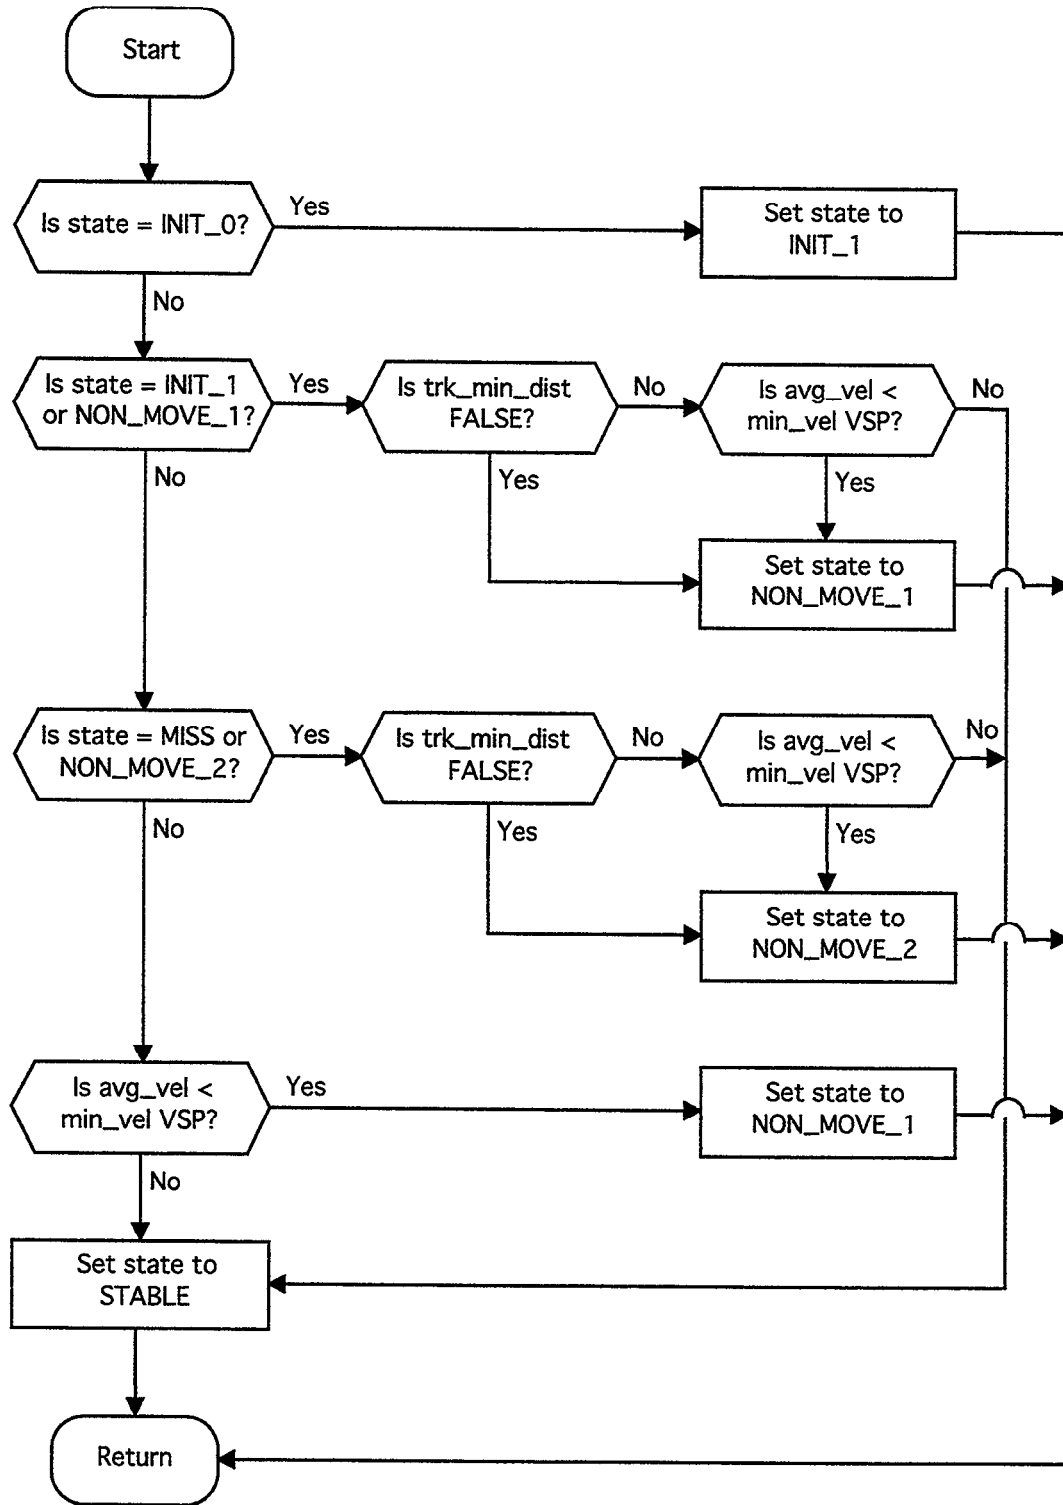 Start
Is state = INIT_0?
Yes
Set state to
INIT_1
No
Is state = INIT_1
or NON_MOVE_1?
Yes
Is trk_min_dist
FALSE?
No
Is avg_vel <
min_vel VSP?
No
No
Yes
Yes
Set state to
NON_MOVE_1
Is state = MISS or
NON_MOVE_2?
Yes
Is trk_min_dist
FALSE?
No
Is avg_vel <
min_vel VSP?
No
No
Yes
Yes
Set state to
NON_MOVE_2
Is avg_vel <
min_vel VSP?
Yes
Set state to
NON_MOVE_1
No
Set state to
STABLE
Return